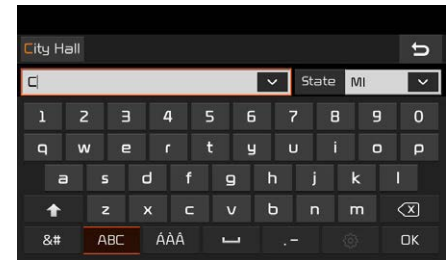 City Hall
C State MI
1 2 3 4 5 6 7 8 9 0
q w e r t y u i o p
a s d f g h j k l
z x c v b n m
&# ABC ÁÀÂ .- OK